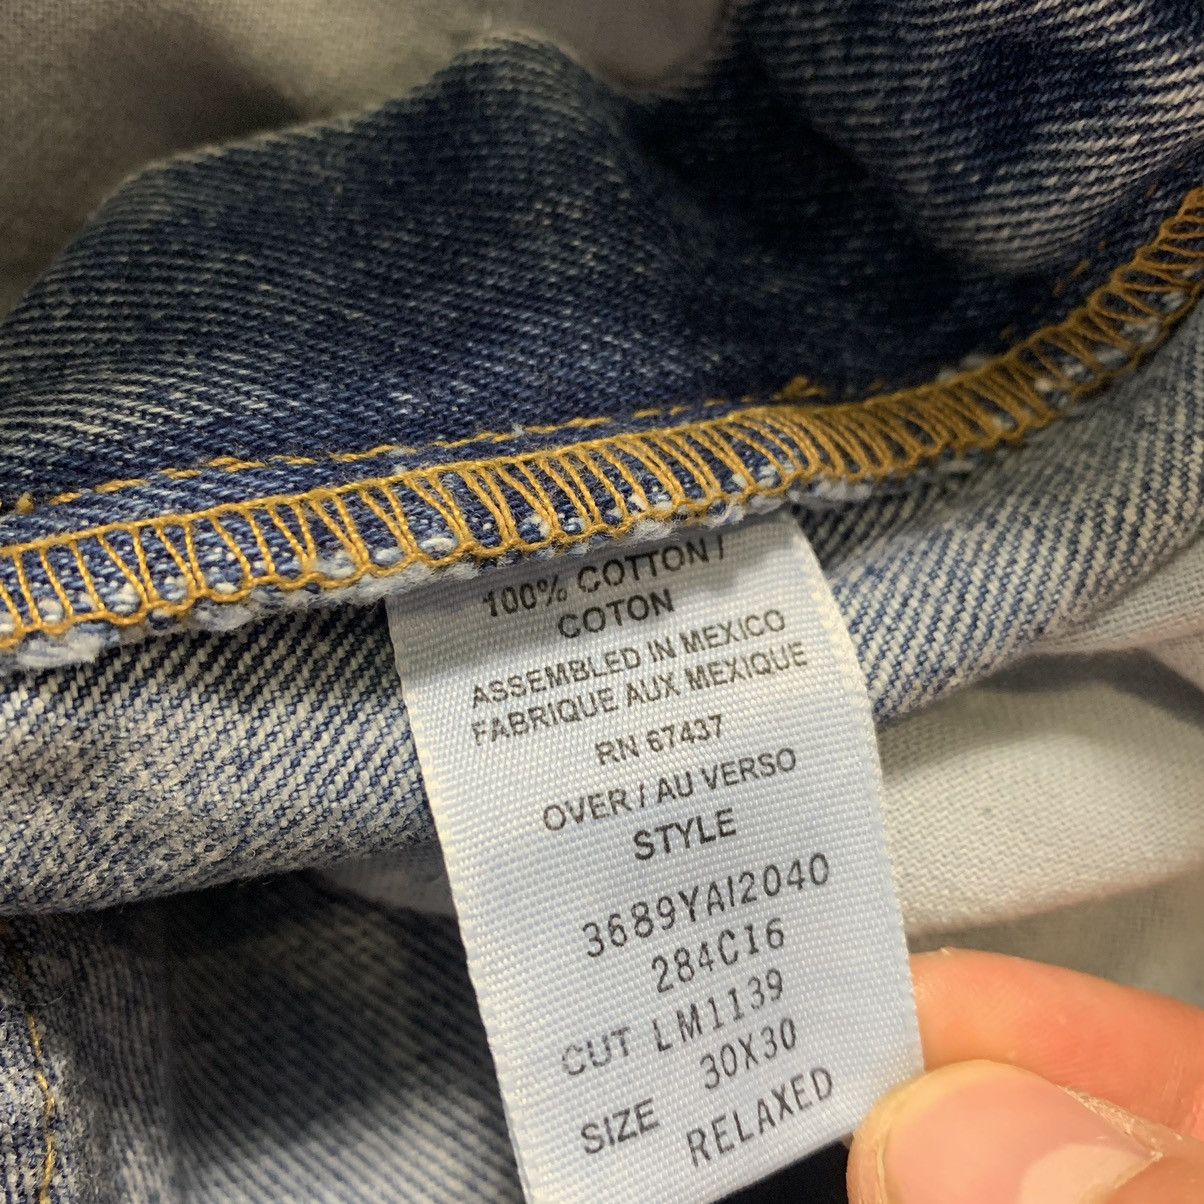 100% COTTON /
COTON
ASSEMBLED IN MEXICO
FABRIQUE AUX MEXIQUE
RN 67437
OVER / AU VERSO
STYLE
3689YAI2040
284C16
CUT LM1139
30X30
SIZE
RELAXED